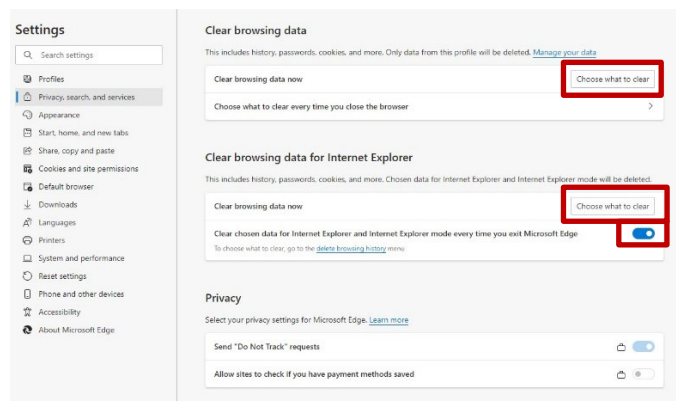 Settings
Search settings
Profiles
Privacy, search, and services
Appearance
Start, home, and new tabs
Share, copy and paste
Cookies and site permissions
Default browser
Downloads
Languages
Printers
System and performance
Reset settings
Phone and other devices
Accessibility
About Microsoft Edge
Clear browsing data
This includes history, passwords, cookies, and more. Only data from this profile will be deleted. Manage your data
Clear browsing data now
Choose what to clear
Choose what to clear every time you close the browser
Clear browsing data for Internet Explorer
This includes history, passwords, cookies, and more. Chosen data for Internet Explorer and Internet Explorer mode will be deleted.
Clear browsing data now
Choose what to clear
Clear chosen data for Internet Explorer and Internet Explorer mode every time you exit Microsoft Edge
To choose what to clear, go to the delete browsing history menu
Privacy
Select your privacy settings for Microsoft Edge. Learn more
Send "Do Not Track" requests
Allow sites to check if you have payment methods saved